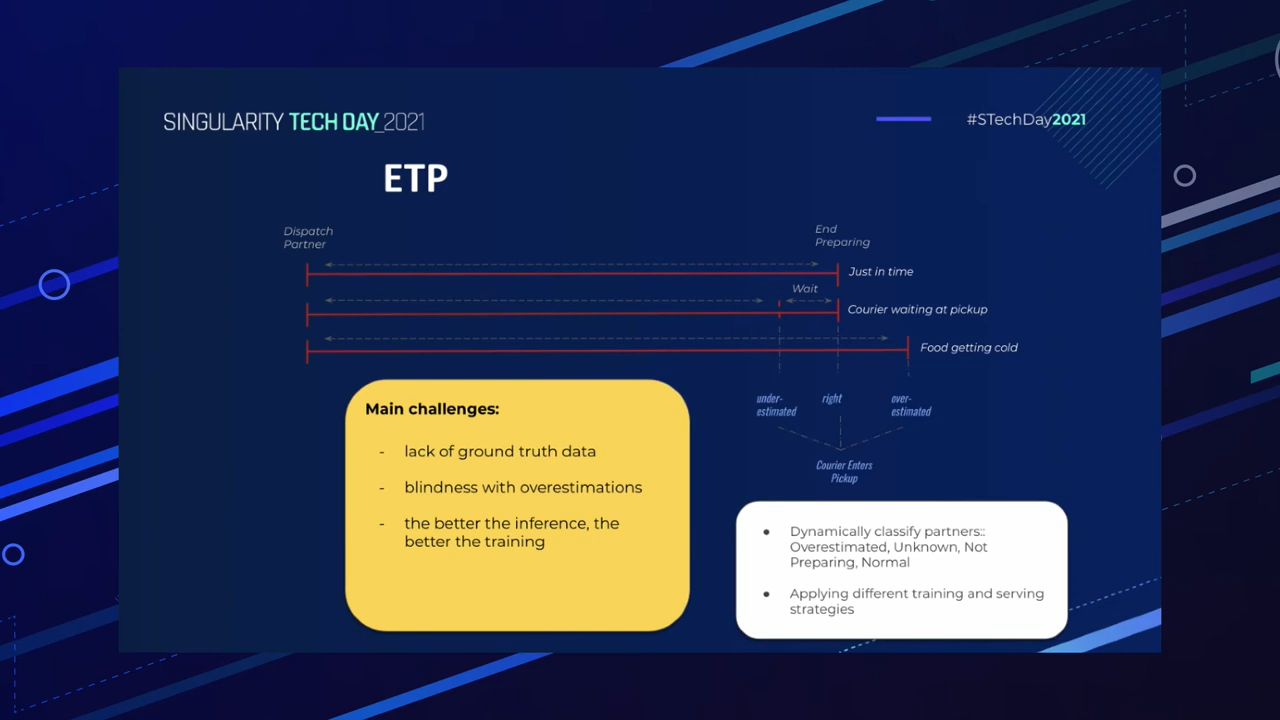 SINGULARITY TECH DAY_2021
#STechDay2021
ETP
Dispatch
Partner
End
Preparing
Just in time
Wait
Courier waiting at pickup
Food getting cold
under-
estimated
right
over-
estimated
Courier Enters
Pickup
Main challenges:
- lack of ground truth data
- blindness with overestimations
- the better the inference, the
better the training
● Dynamically classify partners::
Overestimated, Unknown, Not
Preparing, Normal
● Applying different training and serving
strategies